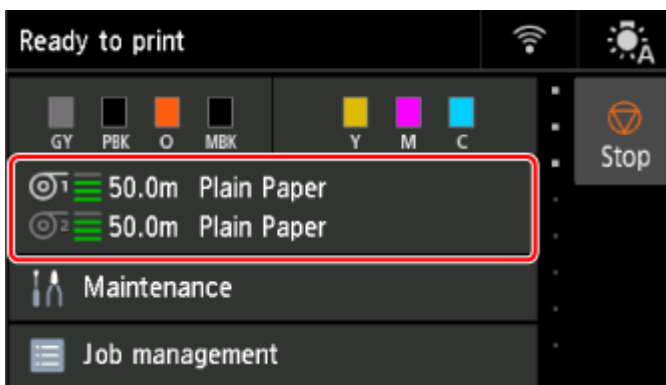 Ready to print
A
GY PBK O MBK Y M C
Stop
1 50.0m Plain Paper
2 50.0m Plain Paper
Maintenance
Job management